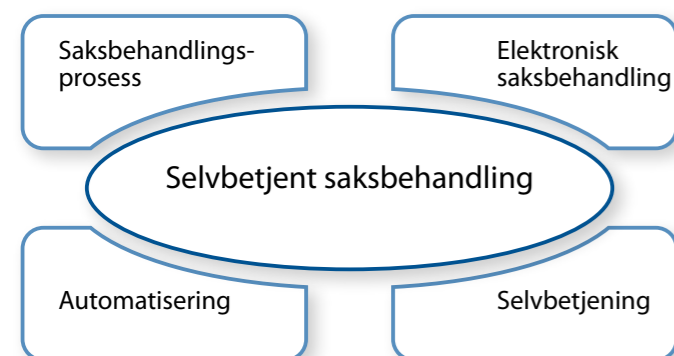 Saksbehandlings-
prosess
Elektronisk
saksbehandling
Selvbetjent saksbehandling
Automatisering
Selvbetjening